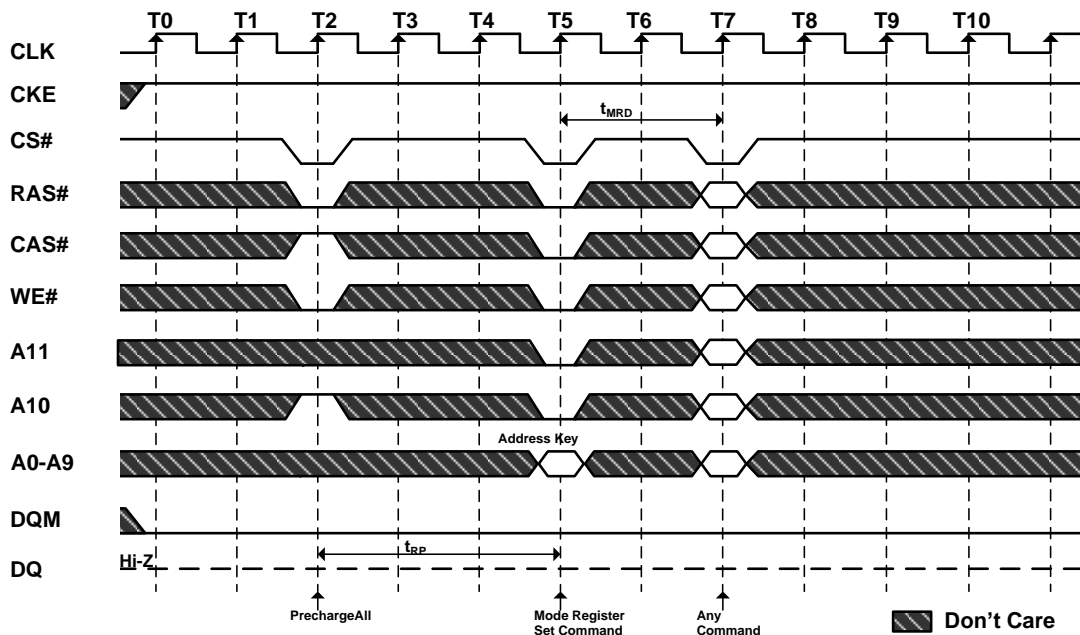 T0 T1 T2 T3 T4 T5 T6 T7 T8 T9 T10
CLK
CKE
tMRD
CS#
RAS#
CAS#
WE#
A11
A10
Address Key
A0-A9
DQM
tRP
Hi-Z
DQ
PrechargeAll
Mode Register
Set Command
Any
Command
Don't Care